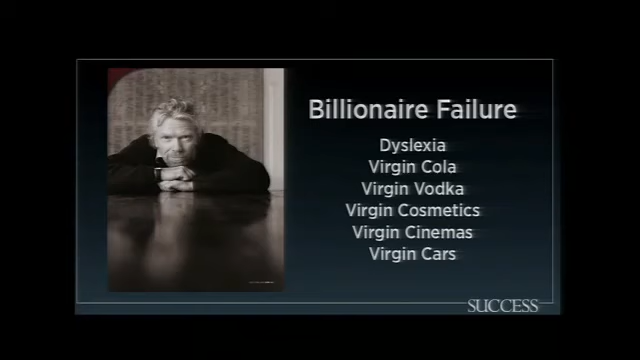 Billionaire Failure
Dyslexia
Virgin Cola
Virgin Vodka
Virgin Cosmetics
Virgin Cinemas
Virgin Cars
SUCCESS